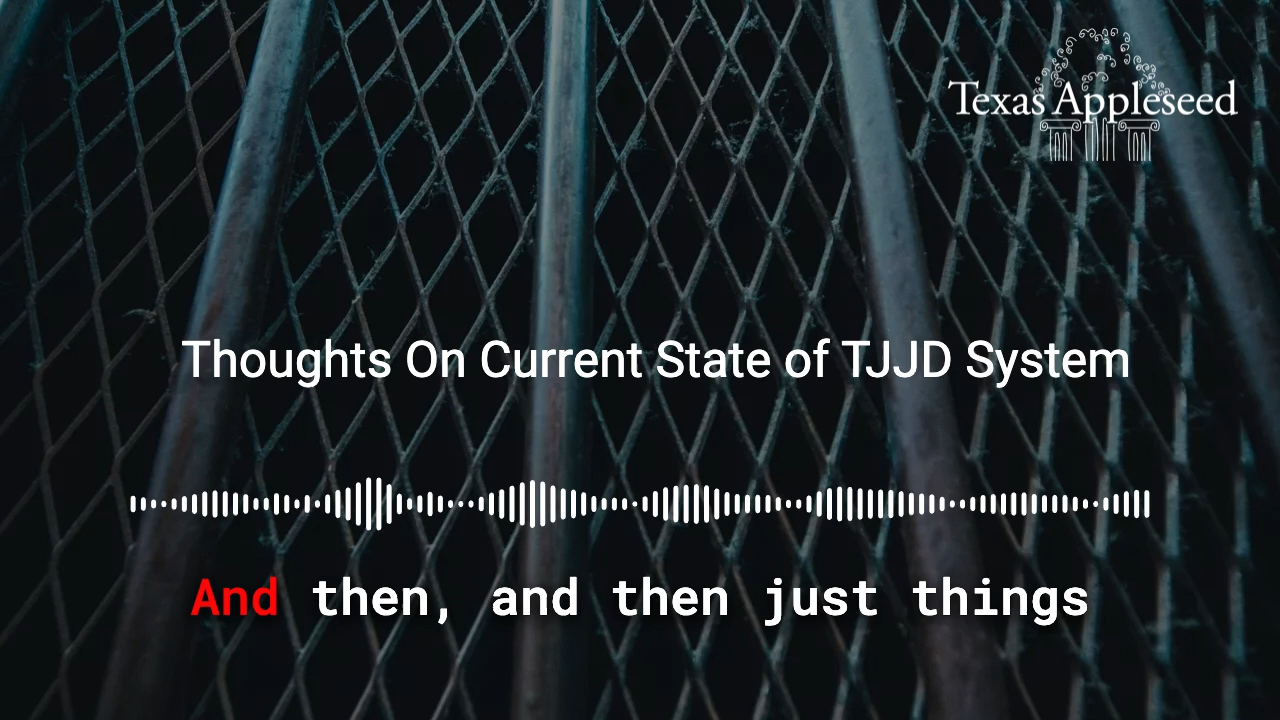 Texas Appleseed
Thoughts On Current State of TJJD System
And then, and then just things